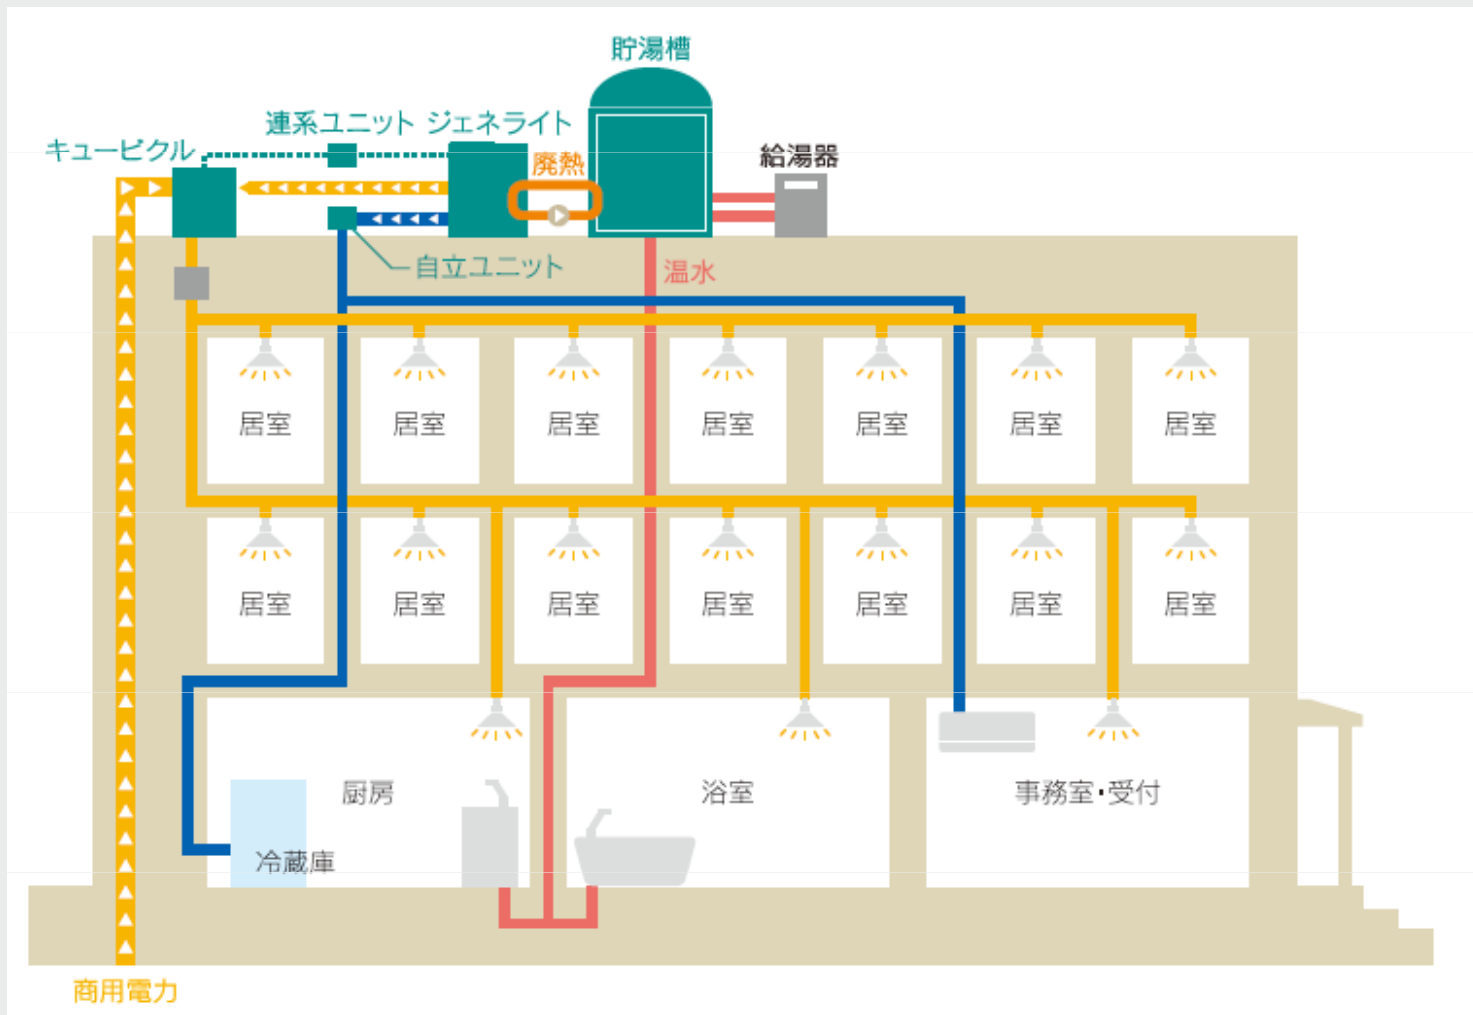 貯湯槽
連系ユニット ジェネライト
キュービクル
廃熱
給湯器
自立ユニット
温水
居室 居室 居室 居室 居室 居室 居室
居室 居室 居室 居室 居室 居室 居室
厨房 浴室 事務室・受付
冷蔵庫
商用電力